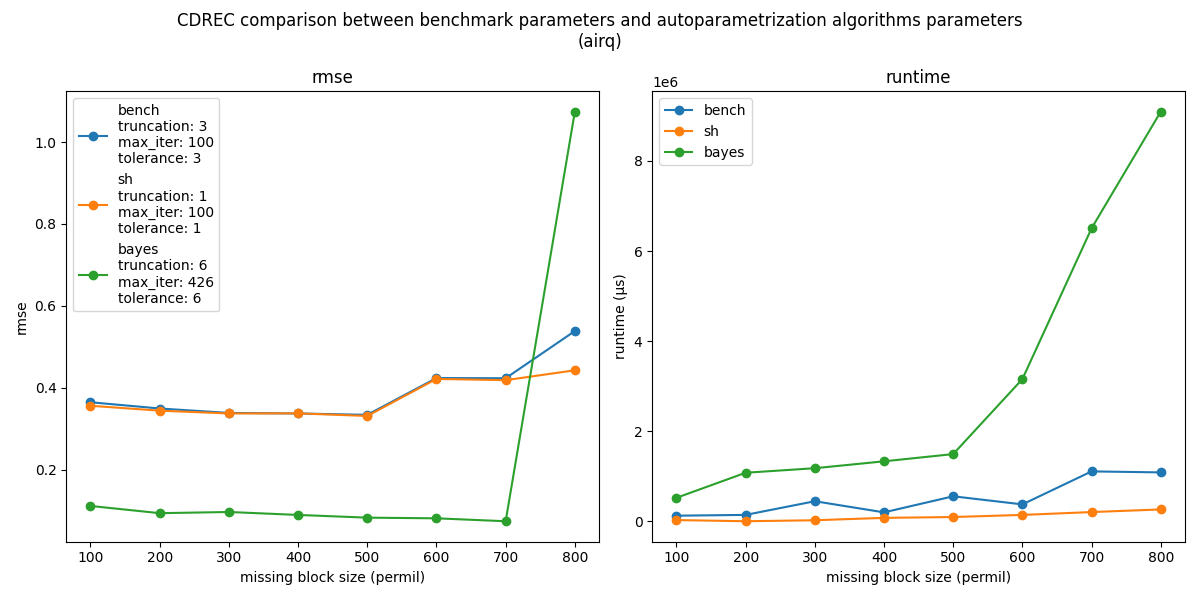 CDREC comparison between benchmark parameters and autoparametrization algorithms parameters
(airq)
rmse
bench
truncation: 3
max_iter: 100
tolerance: 3
sh
truncation: 1
max_iter: 100
tolerance: 1
bayes
truncation: 6
max_iter: 426
tolerance: 6
1.0
0.8
0.6
0.4
0.2
rmse
100 200 300 400 500 600 700 800
missing block size (permil)
runtime
1e6
bench
sh
bayes
8
6
4
2
0
runtime (µs)
100 200 300 400 500 600 700 800
missing block size (permil)